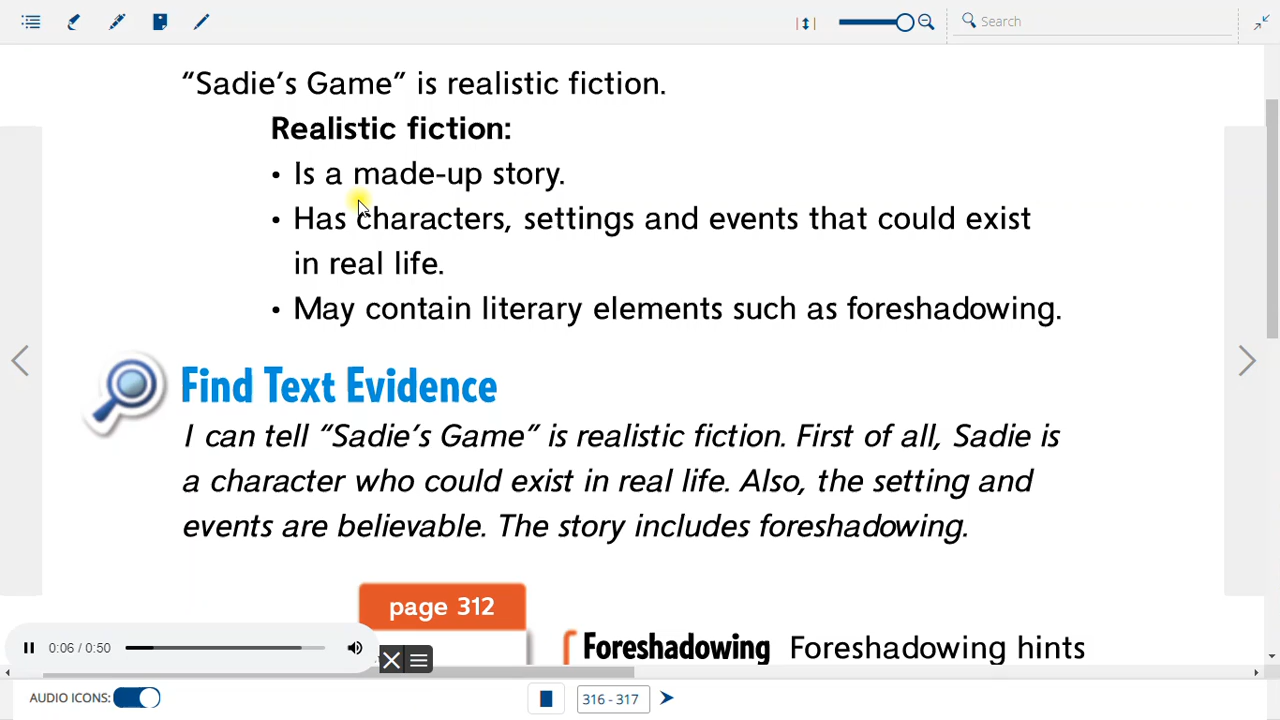 Search
“Sadie’s Game” is realistic fiction.
Realistic fiction:
• Is a made-up story.
• Has characters, settings and events that could exist
in real life.
• May contain literary elements such as foreshadowing.
Find Text Evidence
I can tell “Sadie’s Game” is realistic fiction. First of all, Sadie is
a character who could exist in real life. Also, the setting and
events are believable. The story includes foreshadowing.
page 312
Foreshadowing Foreshadowing hints
0:06 / 0:50
AUDIO ICONS:
316 - 317